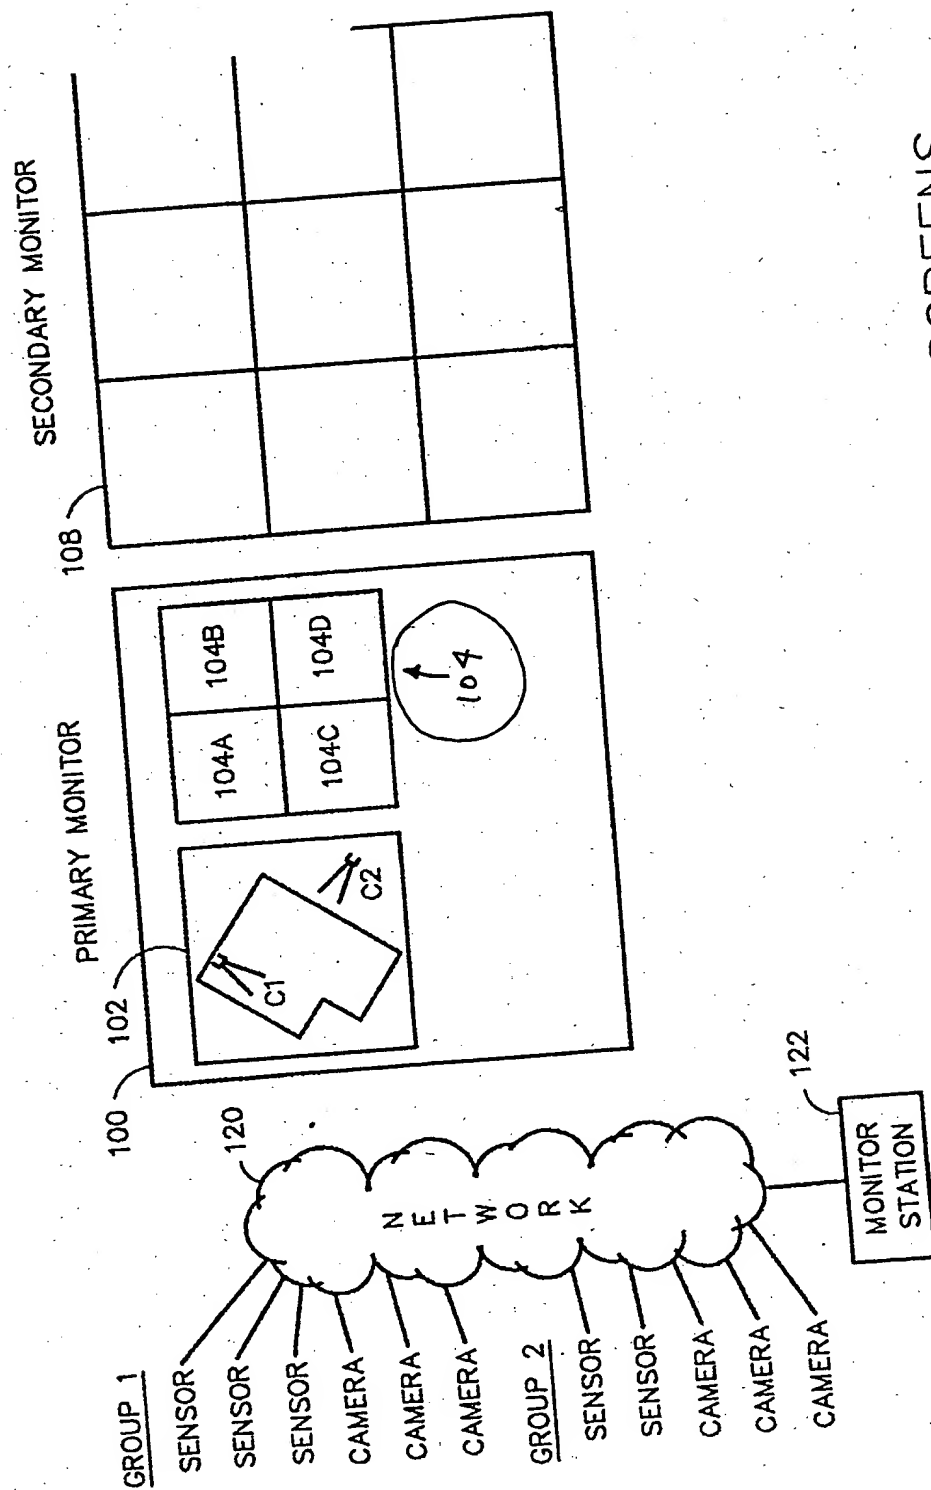 GROUP 1
SENSOR
SENSOR
SENSOR
CAMERA
CAMERA
CAMERA
GROUP 2
SENSOR
SENSOR
CAMERA
CAMERA
CAMERA
120
NETWORK
122
MONITOR
STATION
PRIMARY MONITOR
100
102
C1
C2
104A
104B
104C
104D
104
SECONDARY MONITOR
108